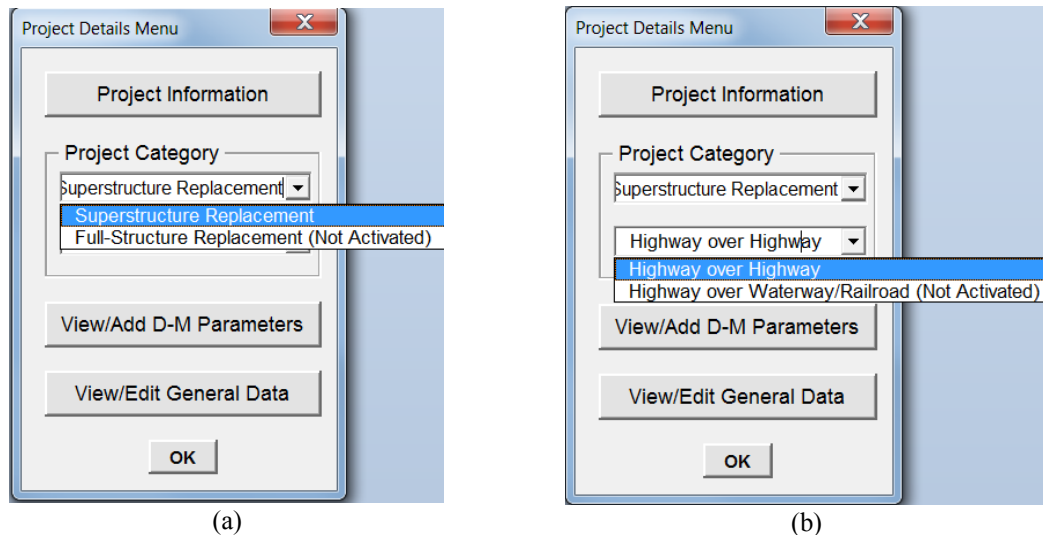 Project Details Menu
X
Project Information
Project Category
Superstructure Replacement
Superstructure Replacement
Full-Structure Replacement (Not Activated)
View/Add D-M Parameters
View/Edit General Data
OK
(a)
Project Details Menu
X
Project Information
Project Category
Superstructure Replacement
Highway over Highway
Highway over Highway
Highway over Waterway/Railroad (Not Activated)
View/Add D-M Parameters
View/Edit General Data
OK
(b)